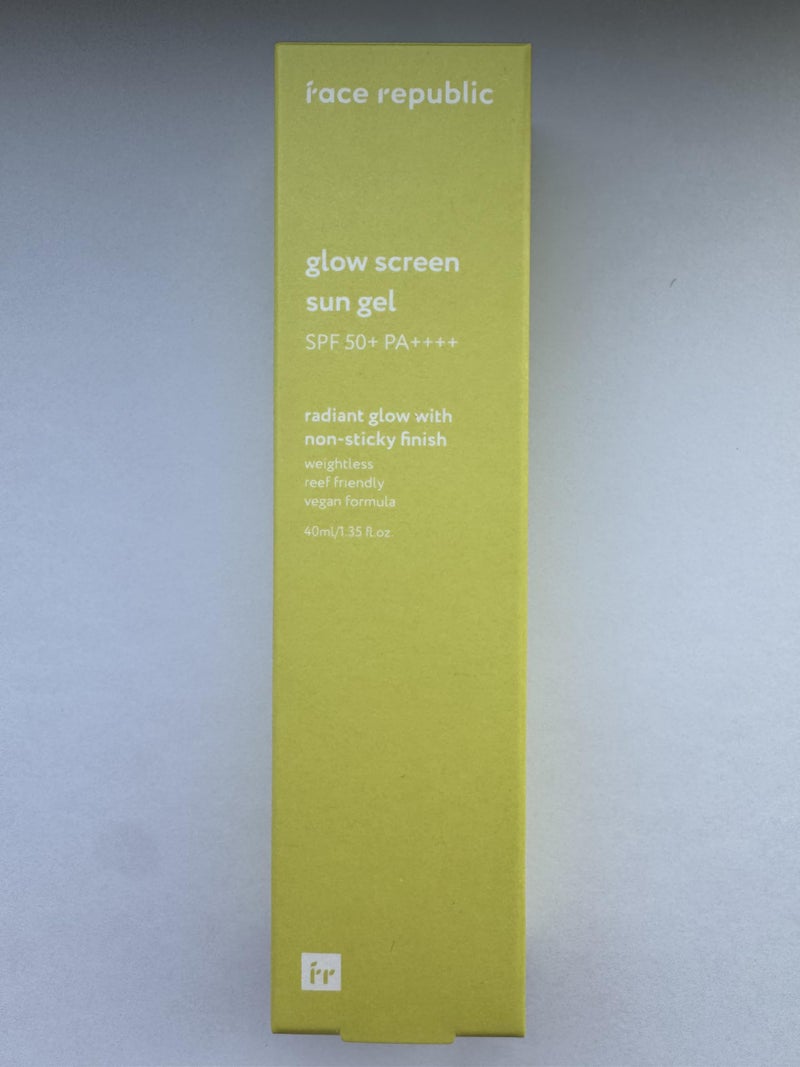 face republic
glow screen
sun gel
SPF 50+ PA++++
radiant glow with
non-sticky finish
weightless
reef friendly
vegan formula
40ml/1.35 fl.oz.
fr